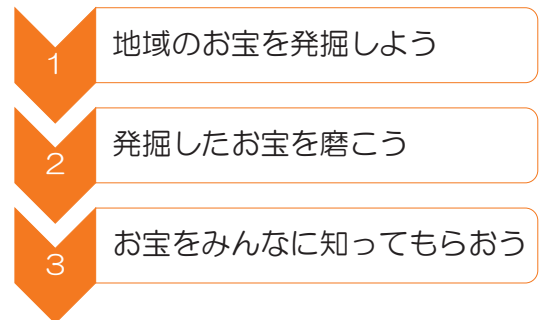 1
地域のお宝を発掘しよう
2
発掘したお宝を磨こう
3
お宝をみんなに知ってもらおう